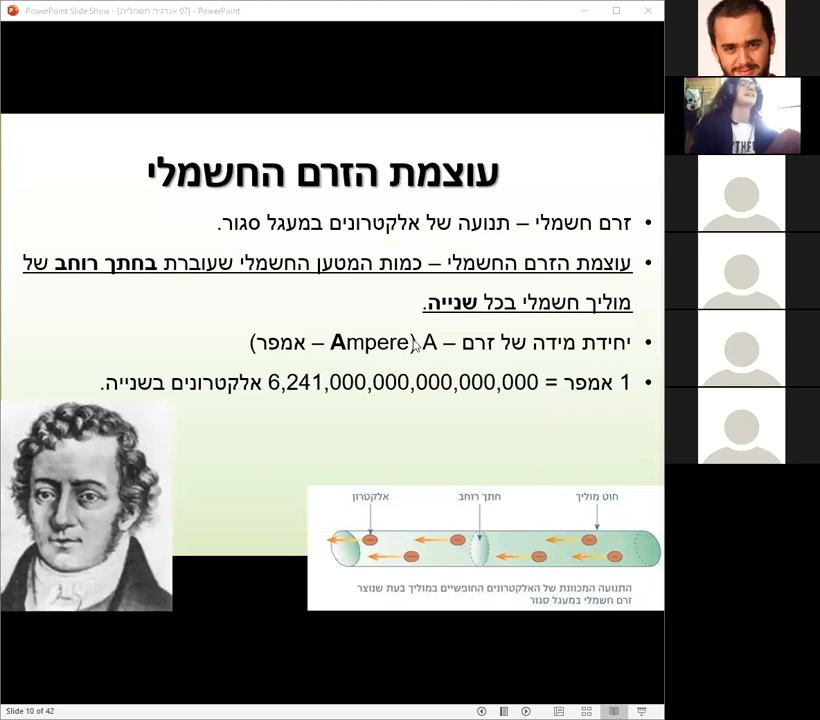 PowerPoint Slide Show - [07 אנרגיה חשמלית] - PowerPoint
עוצמת הזרם החשמלי
• זרם חשמלי – תנועה של אלקטרונים במעגל סגור.
• עוצמת הזרם החשמלי – כמות המטען החשמלי שעוברת בחתך רוחב של
מוליך חשמלי בכל שנייה.
• יחידת מידה של זרם – A (Ampere – אמפר)
• 1 אמפר = 6,241,000,000,000,000,000 אלקטרונים בשנייה.
חוט מוליך
חתך רוחב
אלקטרון
התנועה המכוונת של האלקטרונים החופשיים במוליך בעת שנוצר
זרם חשמלי במעגל סגור
Slide 10 of 42